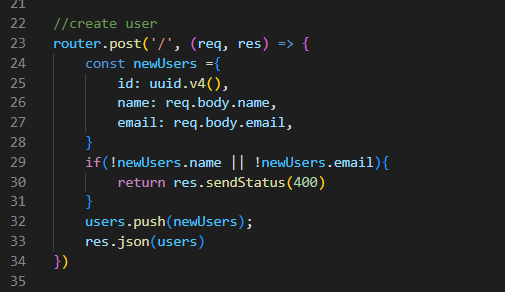 21
22 //create user
23 router.post('/', (req, res) => {
24     const newUsers ={
25         id: uuid.v4(),
26         name: req.body.name,
27         email: req.body.email,
28     }
29     if(!newUsers.name || !newUsers.email){
30         return res.sendStatus(400)
31     }
32     users.push(newUsers);
33     res.json(users)
34 })
35